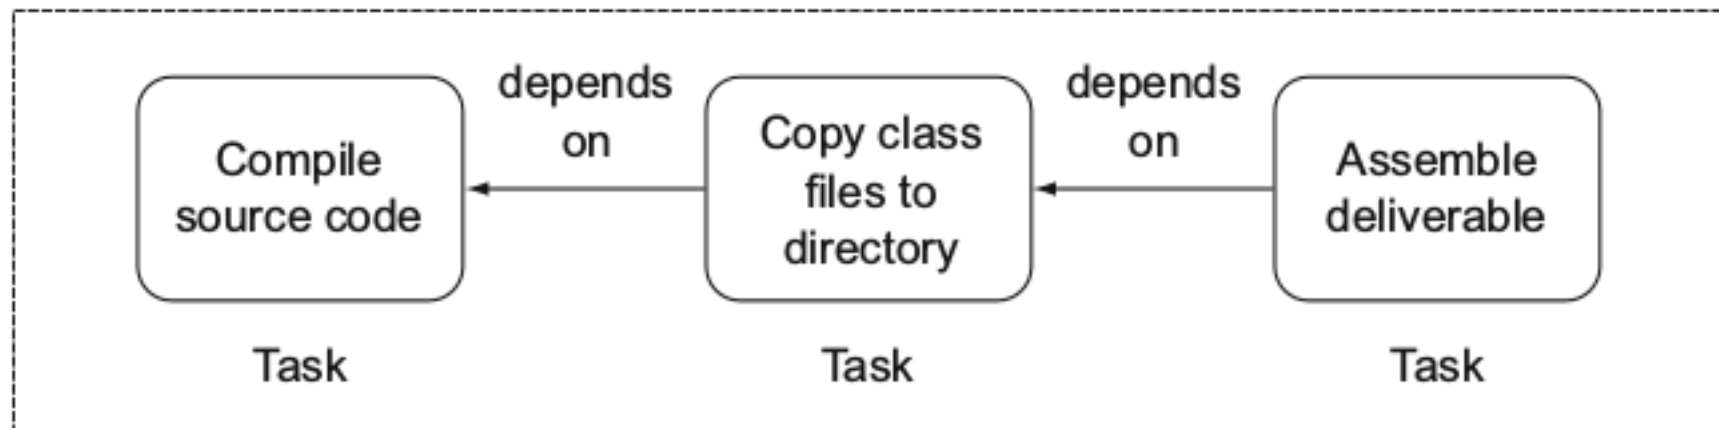 depends
on
depends
on
Compile
source code
Copy class
files to
directory
Assemble
deliverable
Task
Task
Task